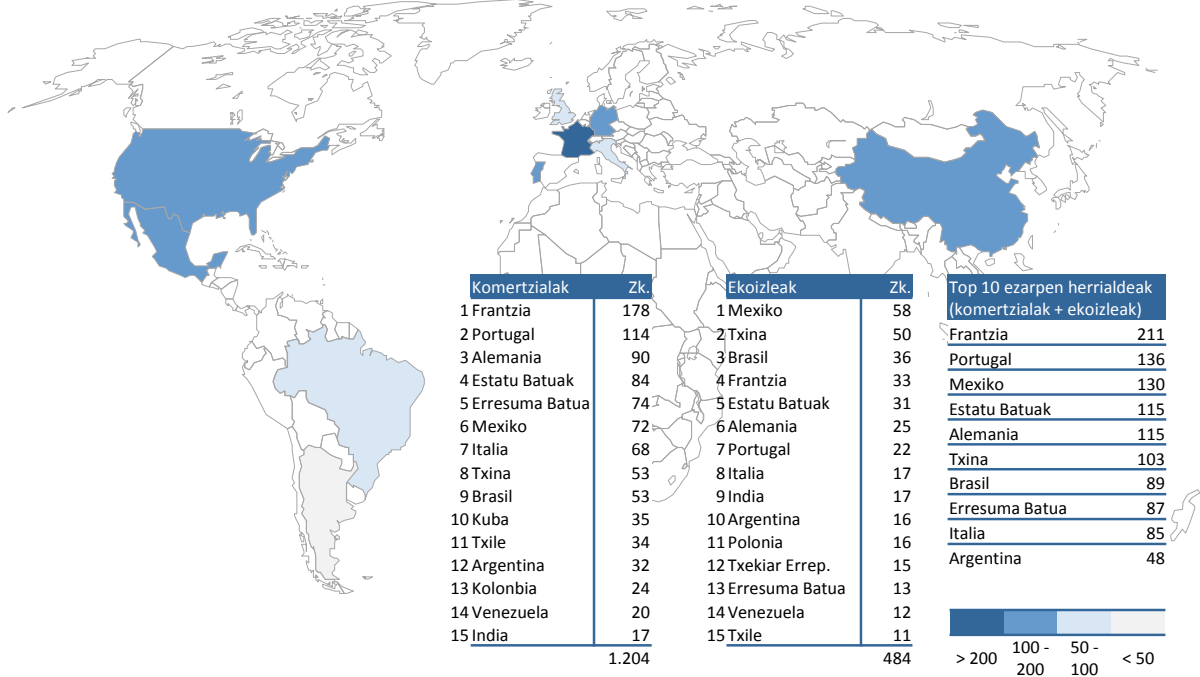 Komertzialak Zk.
1 Frantzia 178
2 Portugal 114
3 Alemania 90
4 Estatu Batuak 84
5 Erresuma Batua 74
6 Mexiko 72
7 Italia 68
8 Txina 53
9 Brasil 53
10 Kuba 35
11 Txile 34
12 Argentina 32
13 Kolonbia 24
14 Venezuela 20
15 India 17
1.204
Ekoizleak Zk.
1 Mexiko 58
2 Txina 50
3 Brasil 36
4 Frantzia 33
5 Estatu Batuak 31
6 Alemania 25
7 Portugal 22
8 Italia 17
9 India 17
10 Argentina 16
11 Polonia 16
12 Txekiar Errep. 15
13 Erresuma Batua 13
14 Venezuela 12
15 Txile 11
484
Top 10 ezarpen herrialdeak
(komertzialak + ekoizleak)
Frantzia 211
Portugal 136
Mexiko 130
Estatu Batuak 115
Alemania 115
Txina 103
Brasil 89
Erresuma Batua 87
Italia 85
Argentina 48
> 200
100 -
200
50 -
100
< 50